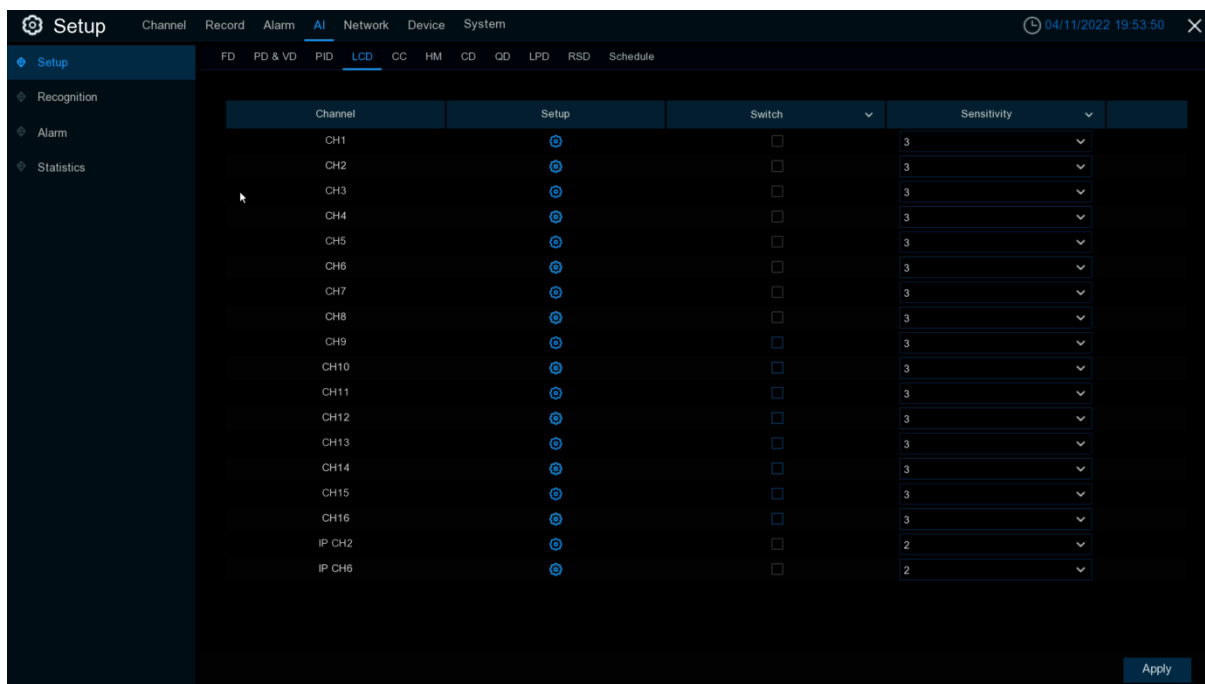 Setup Channel Record Alarm AI Network Device System 04/11/2022 19:53:50
Setup FD PD & VD PID LCD CC HM CD QD LPD RSD Schedule
Recognition
Alarm
Statistics
Channel Setup Switch Sensitivity
CH1 3
CH2 3
CH3 3
CH4 3
CH5 3
CH6 3
CH7 3
CH8 3
CH9 3
CH10 3
CH11 3
CH12 3
CH13 3
CH14 3
CH15 3
CH16 3
IP CH2 2
IP CH6 2
Apply